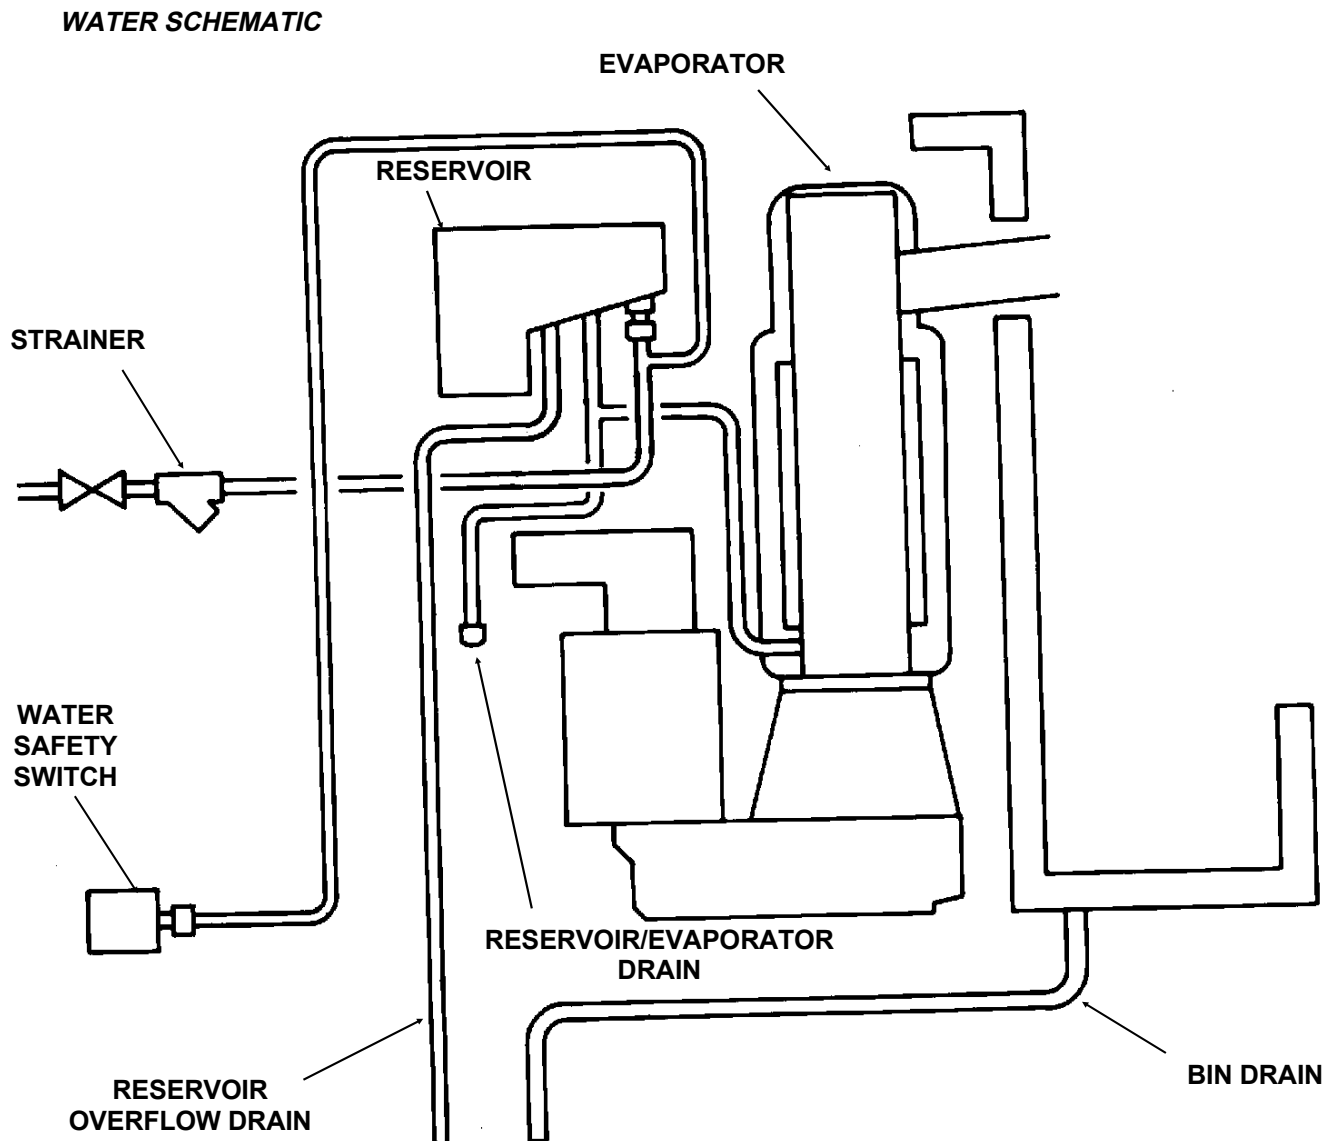 WATER SCHEMATIC
EVAPORATOR
RESERVOIR
STRAINER
WATER
SAFETY
SWITCH
RESERVOIR/EVAPORATOR
DRAIN
RESERVOIR
OVERFLOW DRAIN
BIN DRAIN